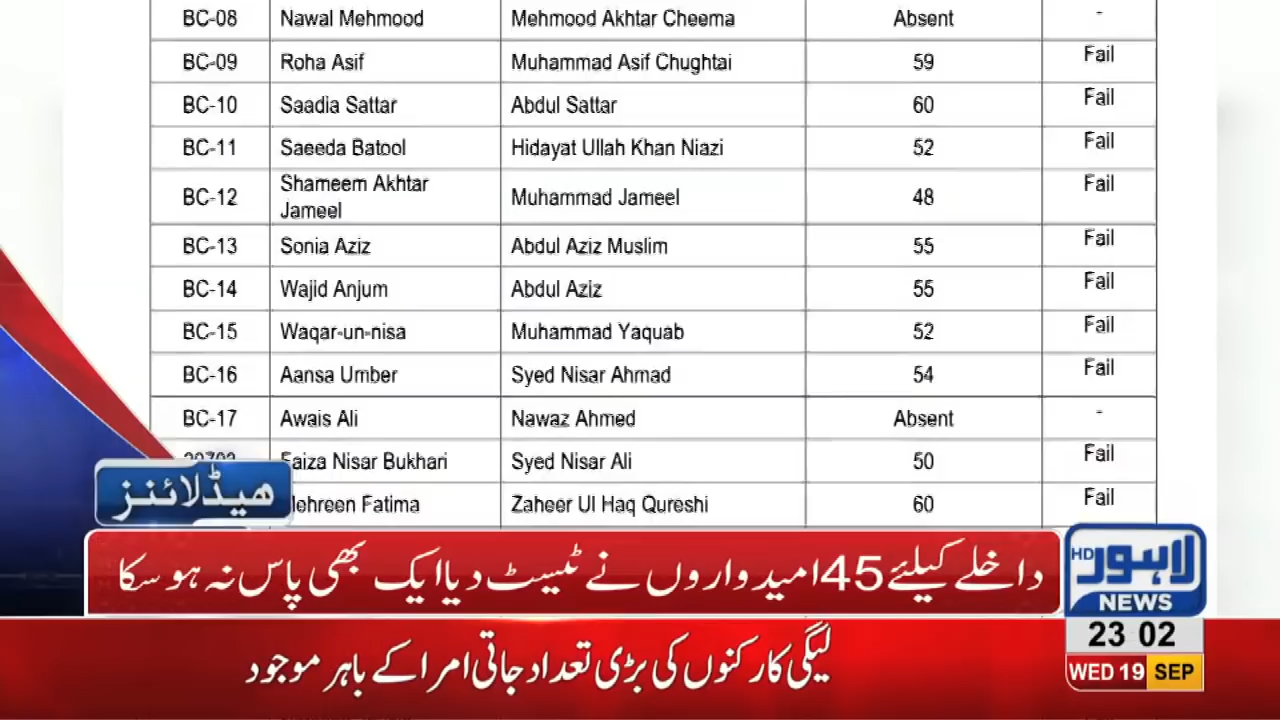 BC-08 Nawal Mehmood Mehmood Akhtar Cheema Absent -
BC-09 Roha Asif Muhammad Asif Chughtai 59 Fail
BC-10 Saadia Sattar Abdul Sattar 60 Fail
BC-11 Saeeda Batool Hidayat Ullah Khan Niazi 52 Fail
BC-12 Shameem Akhtar Jameel Muhammad Jameel 48 Fail
BC-13 Sonia Aziz Abdul Aziz Muslim 55 Fail
BC-14 Wajid Anjum Abdul Aziz 55 Fail
BC-15 Waqar-un-nisa Muhammad Yaquab 52 Fail
BC-16 Aansa Umber Syed Nisar Ahmad 54 Fail
BC-17 Awais Ali Nawaz Ahmed Absent -
Faiza Nisar Bukhari Syed Nisar Ali 50 Fail
Fatima Zaheer Ul Haq Qureshi 60 Fail
ہیڈلائنز
داخلے کیلئے 45 امیدواروں نے ٹیسٹ دیا ایک بھی پاس نہ ہوسکا
HD لاہور
NEWS
23 02
WED 19 SEP
لیگی کارکنوں کی بڑی تعداد جاتی امرا کے باہر موجود